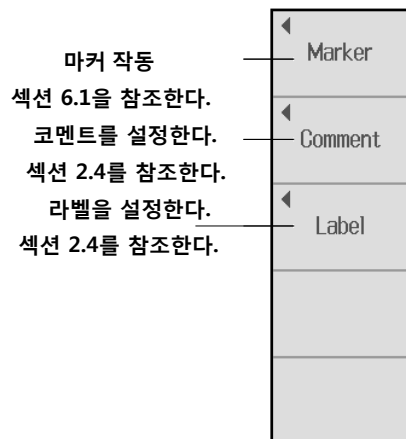 마커 작동
섹션 6.1을 참조한다.
Marker
코멘트를 설정한다.
섹션 2.4를 참조한다.
Comment
라벨을 설정한다.
섹션 2.4를 참조한다.
Label